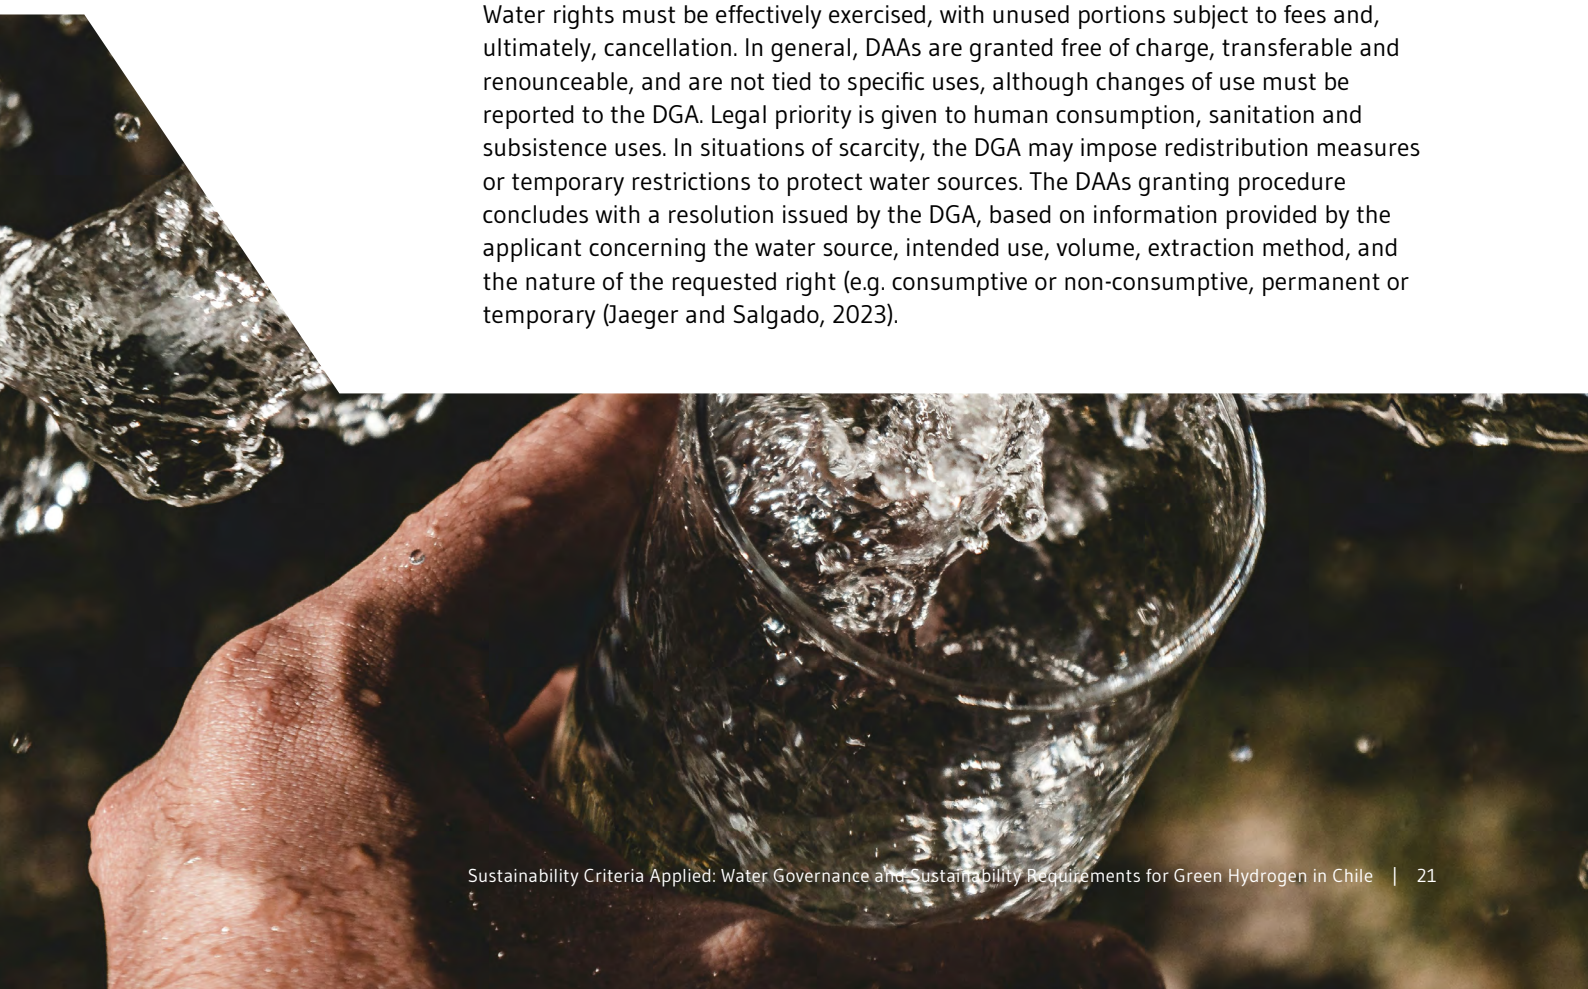 Water rights must be effectively exercised, with unused portions subject to fees and,
ultimately, cancellation. In general, DAAs are granted free of charge, transferable and
renounceable, and are not tied to specific uses, although changes of use must be
reported to the DGA. Legal priority is given to human consumption, sanitation and
subsistence uses. In situations of scarcity, the DGA may impose redistribution measures
or temporary restrictions to protect water sources. The DAAs granting procedure
concludes with a resolution issued by the DGA, based on information provided by the
applicant concerning the water source, intended use, volume, extraction method, and
the nature of the requested right (e.g. consumptive or non-consumptive, permanent or
temporary (Jaeger and Salgado, 2023).
Sustainability Criteria Applied: Water Governance and Sustainability Requirements for Green Hydrogen in Chile | 21